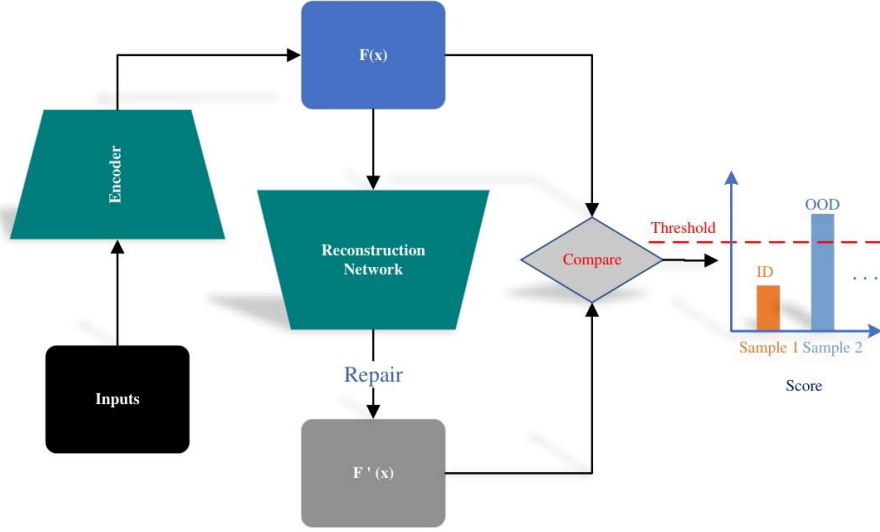 F(x)
Encoder
Reconstruction
Network
Inputs
Repair
F ' (x)
Compare
Threshold
OOD
ID
. . .
Sample 1 Sample 2
Score